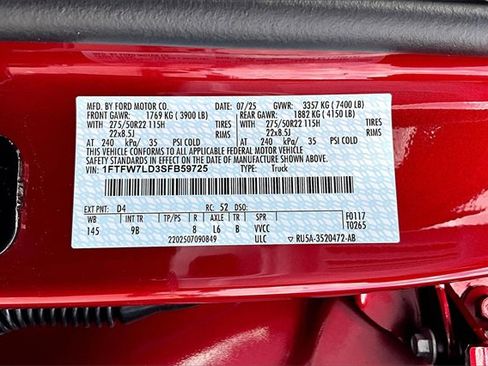 MFD. BY FORD MOTOR CO. 07/25 GVWR: 3357 KG (7400 LB)
FRONT GAWR: 1769 KG (3900 LB) REAR GAWR: 1882 KG (4150 LB)
WITH 275/50R22 115H TIRES WITH 275/50R22 115H TIRES
22x8.5J RIMS 22x8.5J RIMS
AT 240 kPa/ 35 PSI COLD AT 240 kPa/ 35 PSI COLD
THIS VEHICLE CONFORMS TO ALL APPLICABLE FEDERAL MOTOR VEHICLE
SAFETY STANDARDS IN EFFECT ON THE DATE OF MANUFACTURE SHOWN ABOVE.
VIN: 1FTFW7LD3SFB59725 TYPE: Truck
EXT PNT: D4 RC: 52 DSO:
WB INT TR TP/PS R AXLE TR SPR F0117
145 9B 8 L6 B VVCC T0265
2202507090849 ULC RU5A-3520472-AB